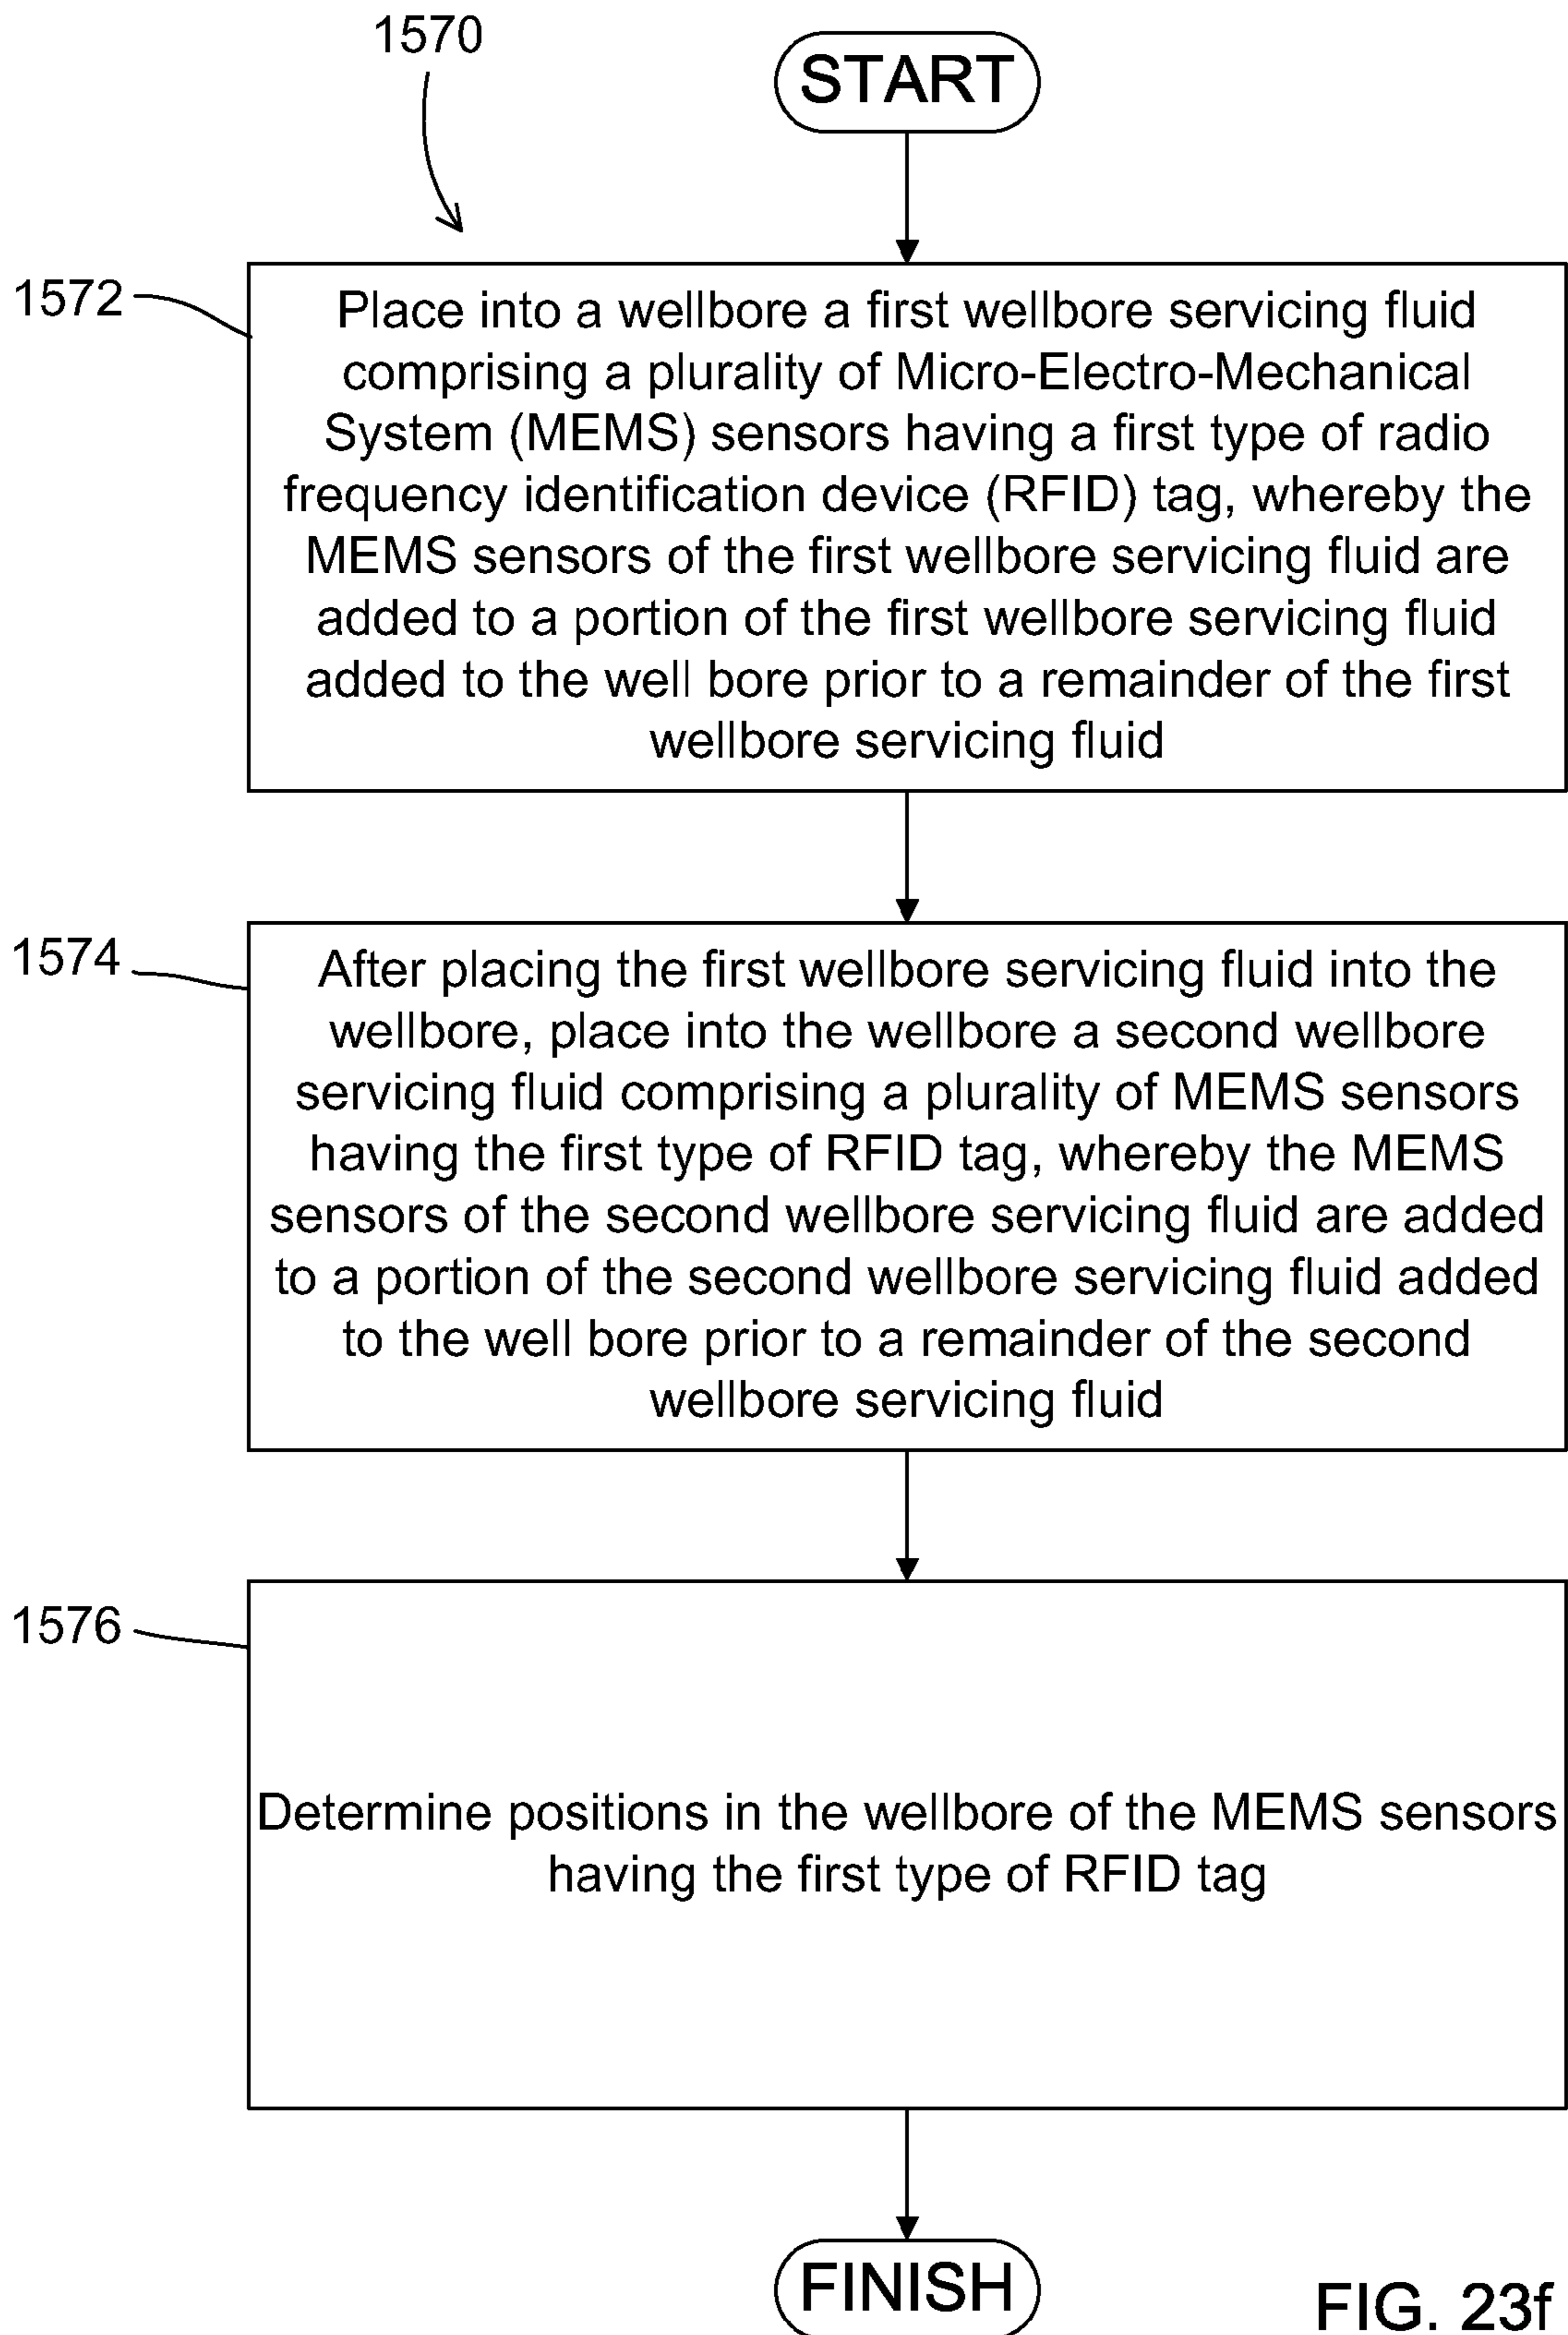 1570
START
1572
Place into a wellbore a first wellbore servicing fluid
comprising a plurality of Micro-Electro-Mechanical
System (MEMS) sensors having a first type of radio
frequency identification device (RFID) tag, whereby the
MEMS sensors of the first wellbore servicing fluid are
added to a portion of the first wellbore servicing fluid
added to the well bore prior to a remainder of the first
wellbore servicing fluid
1574
After placing the first wellbore servicing fluid into the
wellbore, place into the wellbore a second wellbore
servicing fluid comprising a plurality of MEMS sensors
having the first type of RFID tag, whereby the MEMS
sensors of the second wellbore servicing fluid are added
to a portion of the second wellbore servicing fluid added
to the well bore prior to a remainder of the second
wellbore servicing fluid
1576
Determine positions in the wellbore of the MEMS sensors
having the first type of RFID tag
FINISH
FIG. 23f